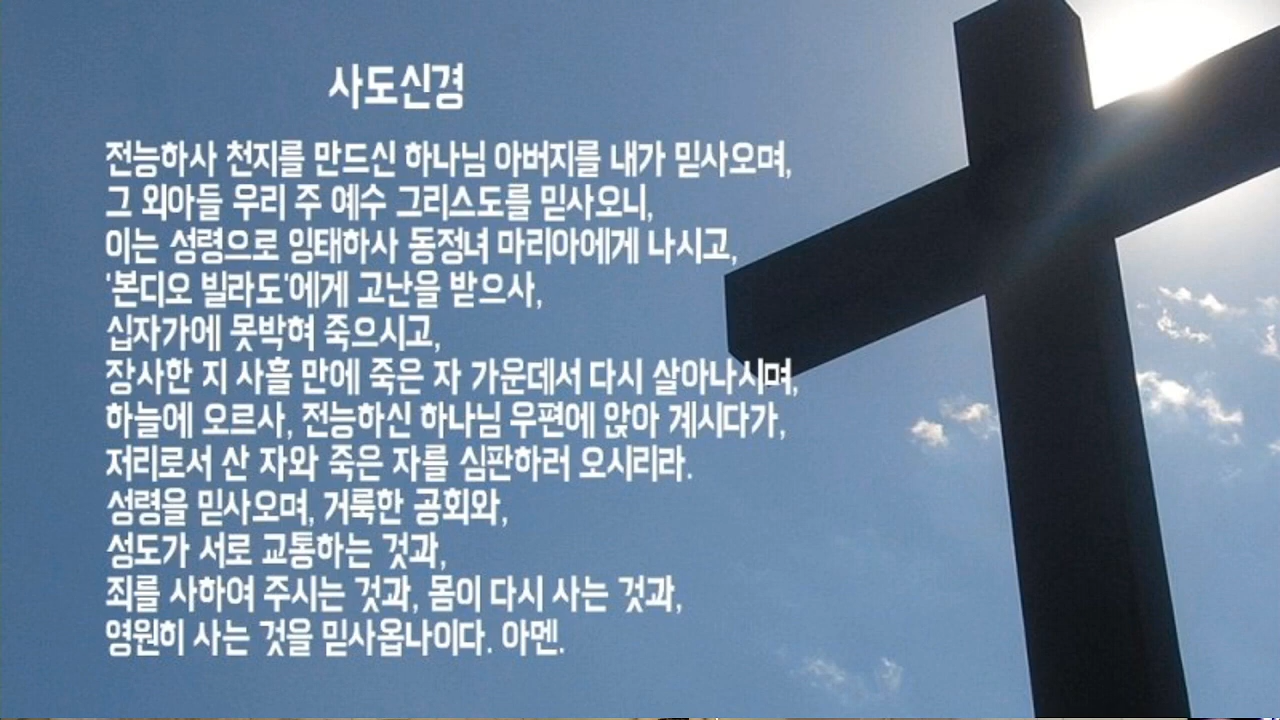 사도신경
전능하사 천지를 만드신 하나님 아버지를 내가 믿사오며,
그 외아들 우리 주 예수 그리스도를 믿사오니,
이는 성령으로 잉태하사 동정녀 마리아에게 나시고,
'본디오 빌라도'에게 고난을 받으사,
십자가에 못박혀 죽으시고,
장사한 지 사흘 만에 죽은 자 가운데서 다시 살아나시며,
하늘에 오르사, 전능하신 하나님 우편에 앉아 계시다가,
저리로서 산 자와 죽은 자를 심판하러 오시리라.
성령을 믿사오며, 거룩한 공회와,
성도가 서로 교통하는 것과,
죄를 사하여 주시는 것과, 몸이 다시 사는 것과,
영원히 사는 것을 믿사옵나이다. 아멘.